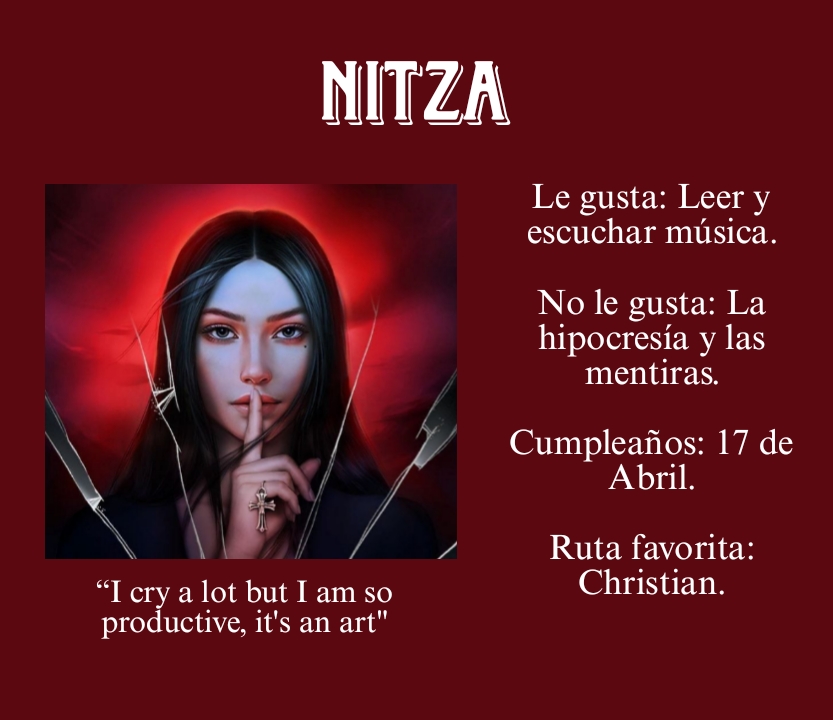 NITZA
Le gusta: Leer y
escuchar música.
No le gusta: La
hipocresía y las
mentiras.
Cumpleaños: 17 de
Abril.
Ruta favorita:
Christian.
“I cry a lot but I am so
productive, it's an art"